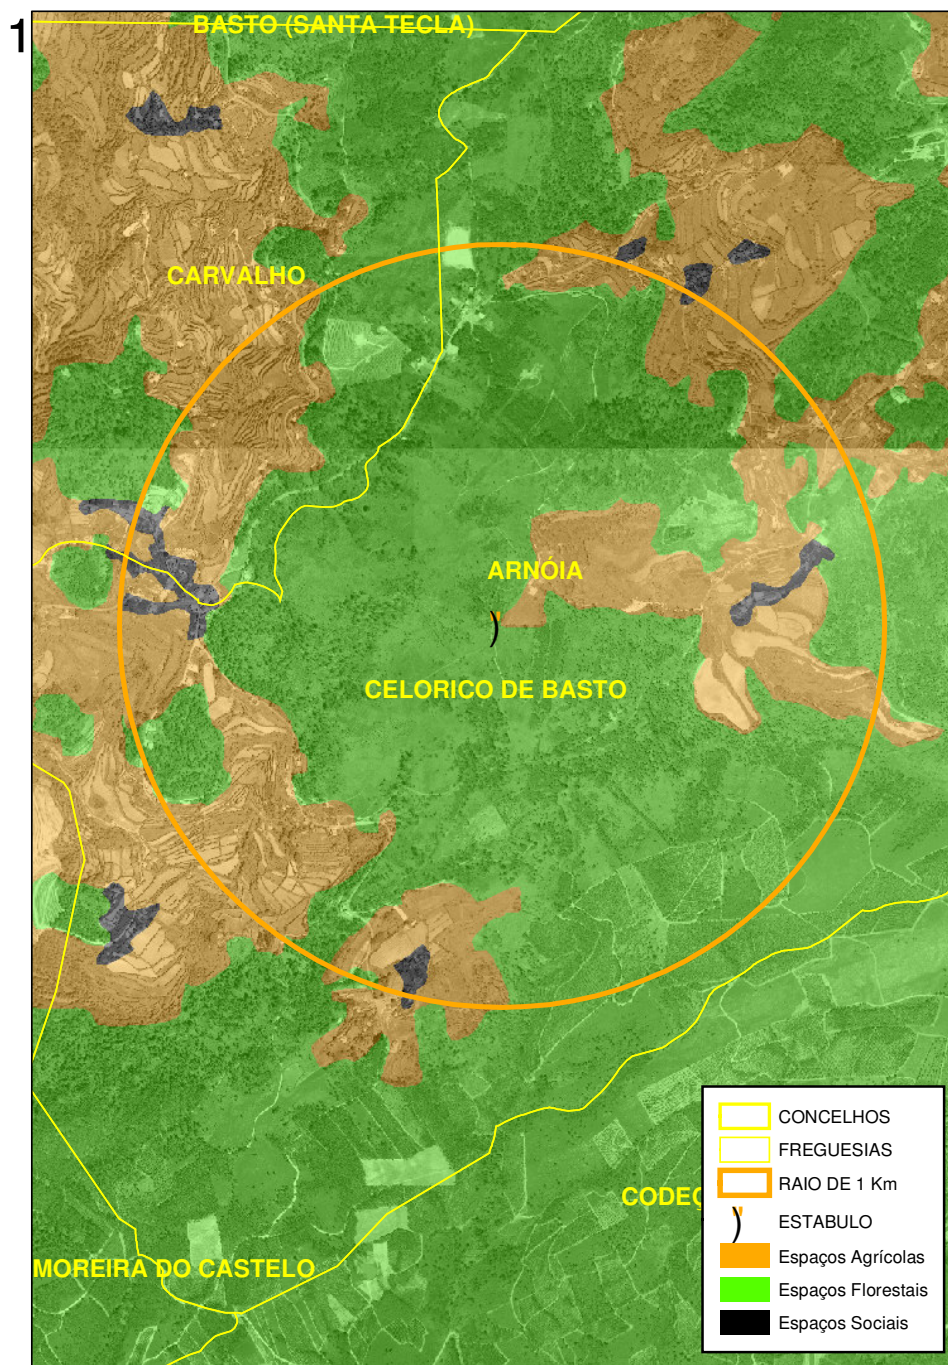 1
BASTO (SANTA TECLA)
CARVALHO
ARNÓIA
CELORICO DE BASTO
CODEÇ
MOREIRA DO CASTELO
CONCELHOS
FREGUESIAS
RAIO DE 1 Km
ESTABULO
Espaços Agrícolas
Espaços Florestais
Espaços Sociais